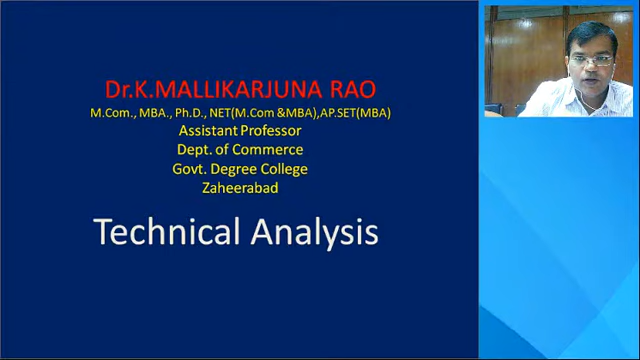 Dr.K.MALLIKARJUNA RAO
M.Com., MBA., Ph.D., NET(M.Com &MBA),AP.SET(MBA)
Assistant Professor
Dept. of Commerce
Govt. Degree College
Zaheerabad
Technical Analysis